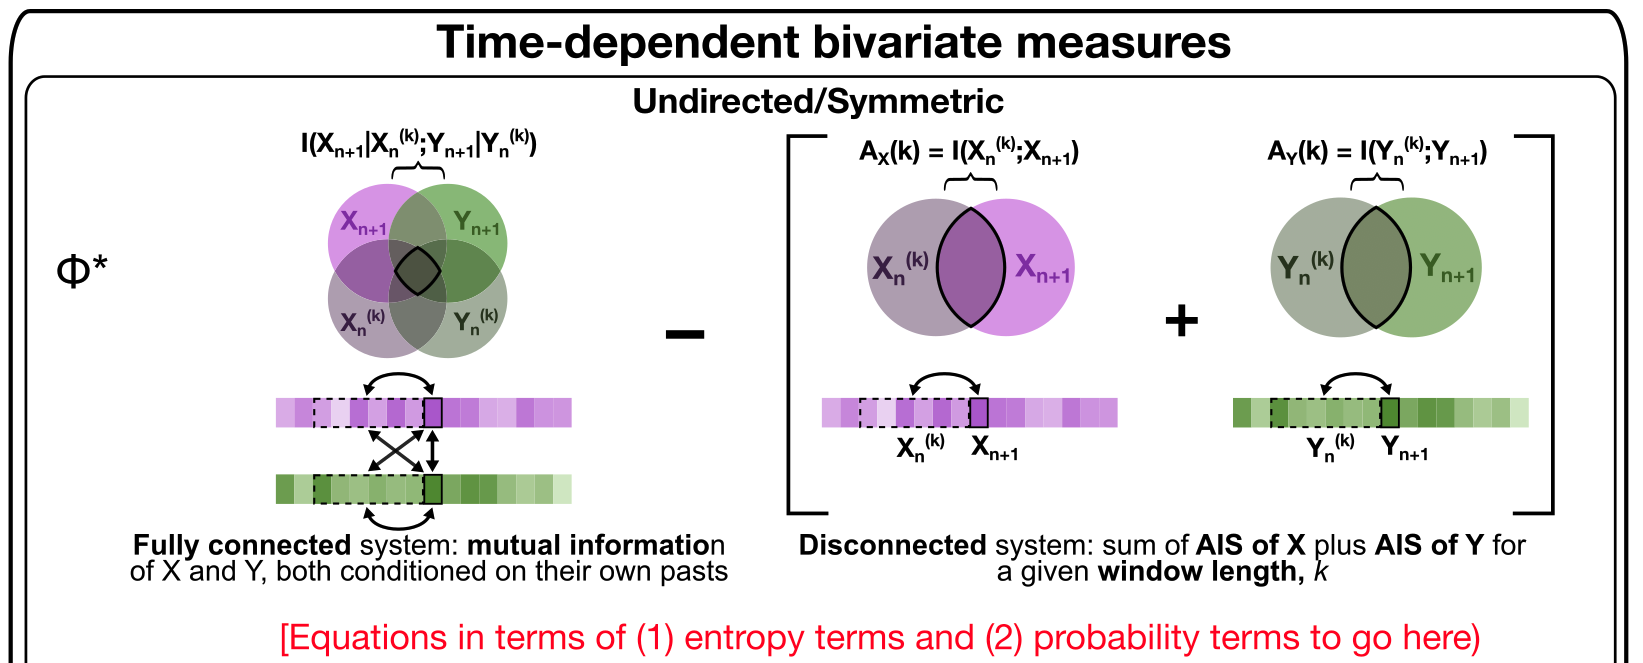 Time-dependent bivariate measures
Undirected/Symmetric
I(Xn+1|Xn(k);Yn+1|Yn(k))
AX(k) = I(Xn(k);Xn+1)
AY(k) = I(Yn(k);Yn+1)
Xn+1
Yn+1
Xn(k)
Yn(k)
Φ*
−
Xn(k)
Xn+1
+
Yn(k)
Yn+1
Xn(k)
Xn+1
Yn(k)
Yn+1
Fully connected system: mutual information
of X and Y, both conditioned on their own pasts
Disconnected system: sum of AIS of X plus AIS of Y for
a given window length, k
[Equations in terms of (1) entropy terms and (2) probability terms to go here)